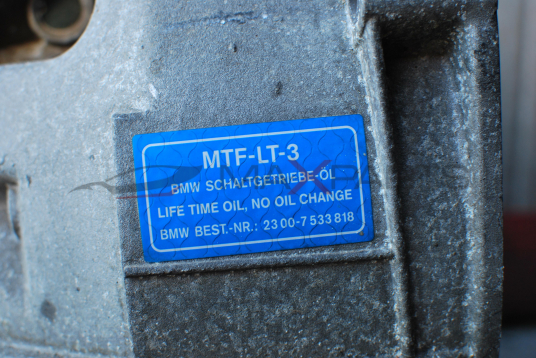 MTF-LT-3
BMW SCHALTGETRIEBE-ÖL
LIFE TIME OIL, NO OIL CHANGE
BMW BEST.-NR.: 23 00-7 533 818